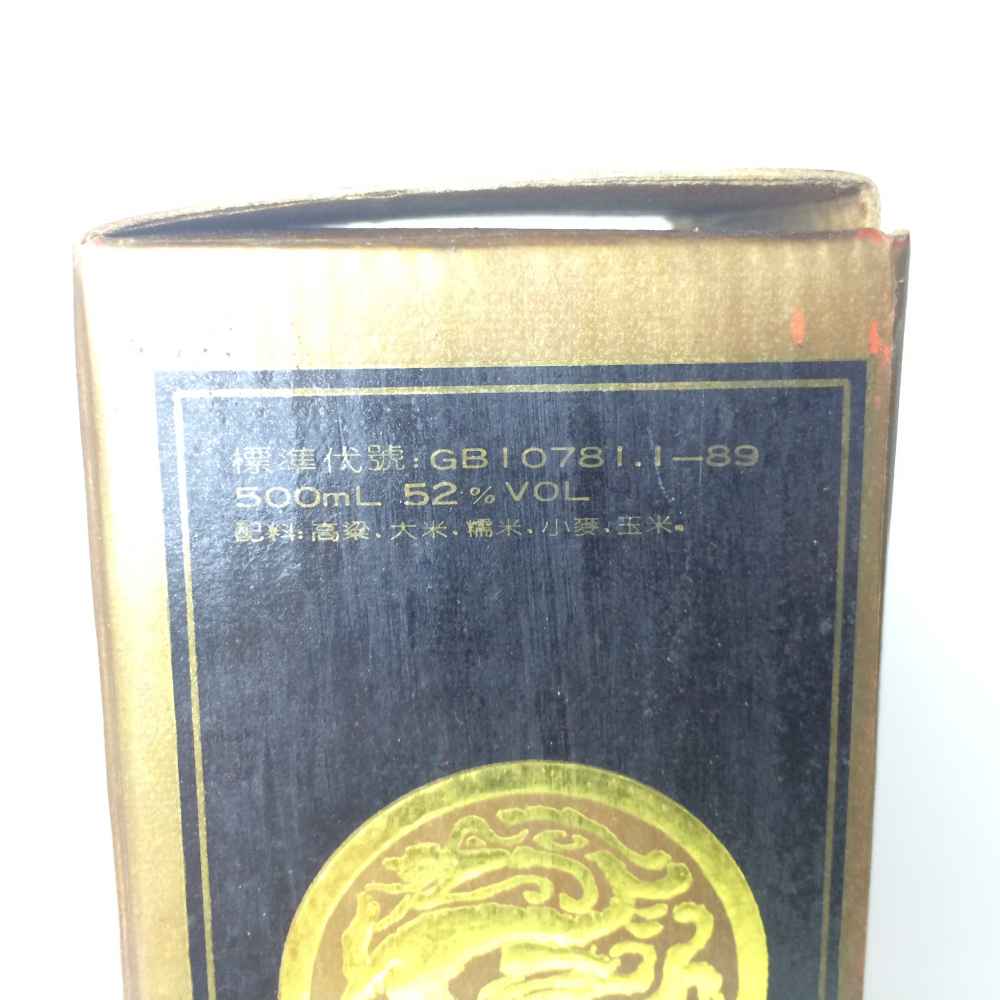 標準代號:GB10781.1—89
500mL 52%VOL
配料:高粱、大米、糯米、小麥、玉米。